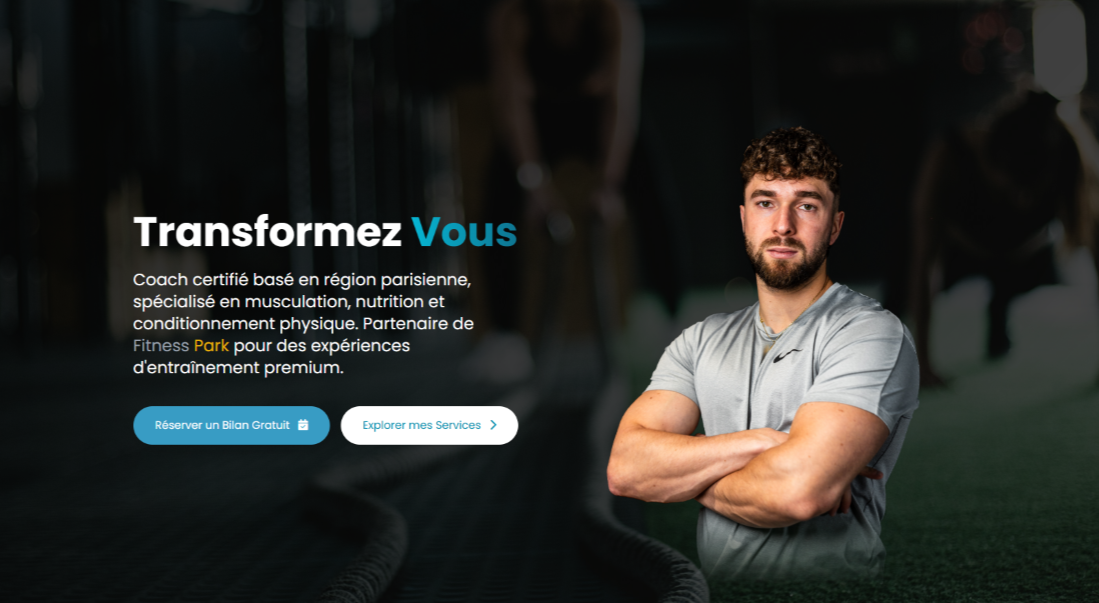 Transformez Vous
Coach certifié basé en région parisienne,
spécialisé en musculation, nutrition et
conditionnement physique. Partenaire de
Fitness Park pour des expériences
d'entraînement premium.
Réserver un Bilan Gratuit
Explorer mes Services